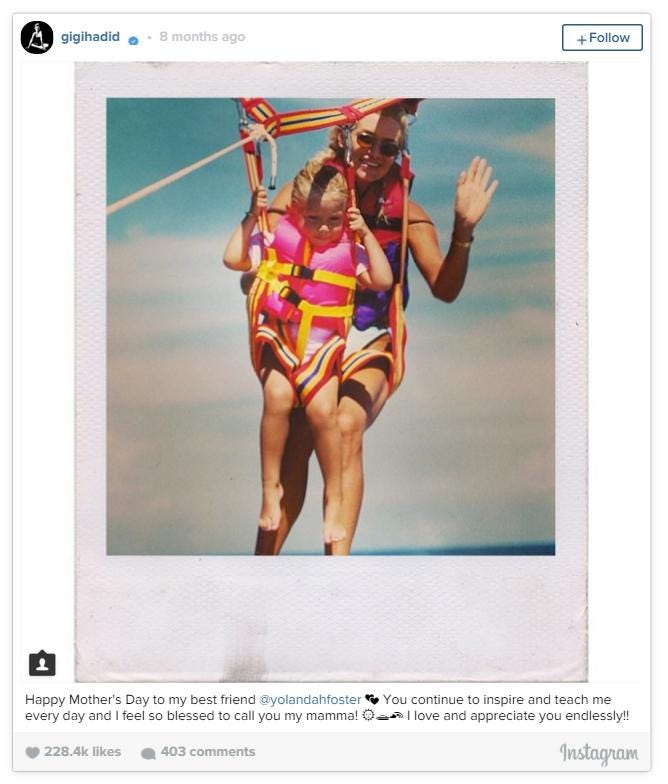 gigihadid • 8 months ago
+Follow
Happy Mother's Day to my best friend @yolandahfoster 💕 You continue to inspire and teach me
every day and I feel so blessed to call you my mamma! I love and appreciate you endlessly!!
228.4k likes 403 comments
Instagram